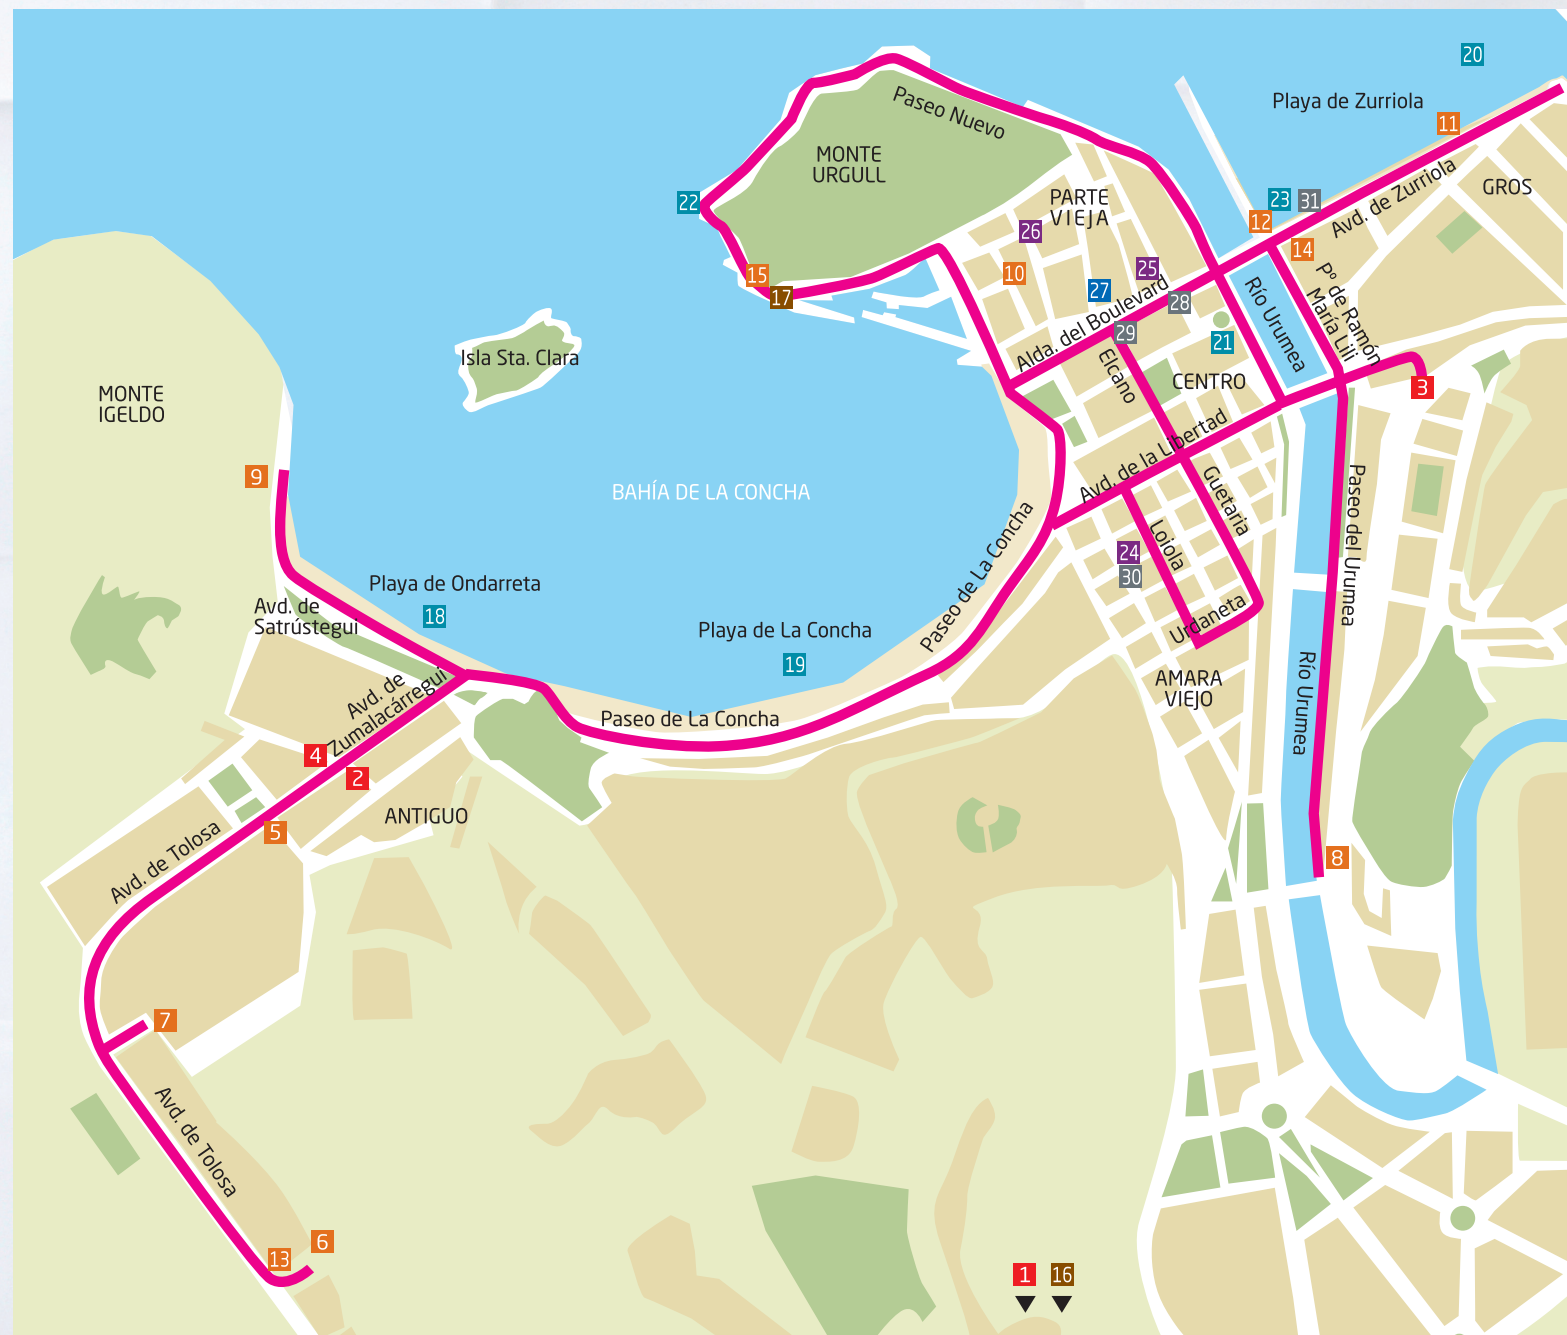 20
Playa de Zurriola
11
Paseo Nuevo
MONTE
URGULL
GROS
PARTE
VIEJA
22
23
31
Avd. de Zurriola
12
26
14
15
17
10
25
27
28
Alda. del Boulevard
29
21
Río Urumea
Pº de Ramón
María Lili
Isla Sta. Clara
Elcano
CENTRO
3
MONTE
IGELDO
Avd. de la Libertad
9
BAHÍA DE LA CONCHA
Guetaria
Paseo del Urumea
Paseo de La Concha
Loiola
24
30
Playa de Ondarreta
18
Avd. de
Satrústegui
Urdaneta
Playa de La Concha
19
AMARA
VIEJO
Río Urumea
Avd. de
Zumalacárregui
Paseo de La Concha
4
2
ANTIGUO
5
Avd. de Tolosa
8
7
Avd. de Tolosa
6
13
1
16